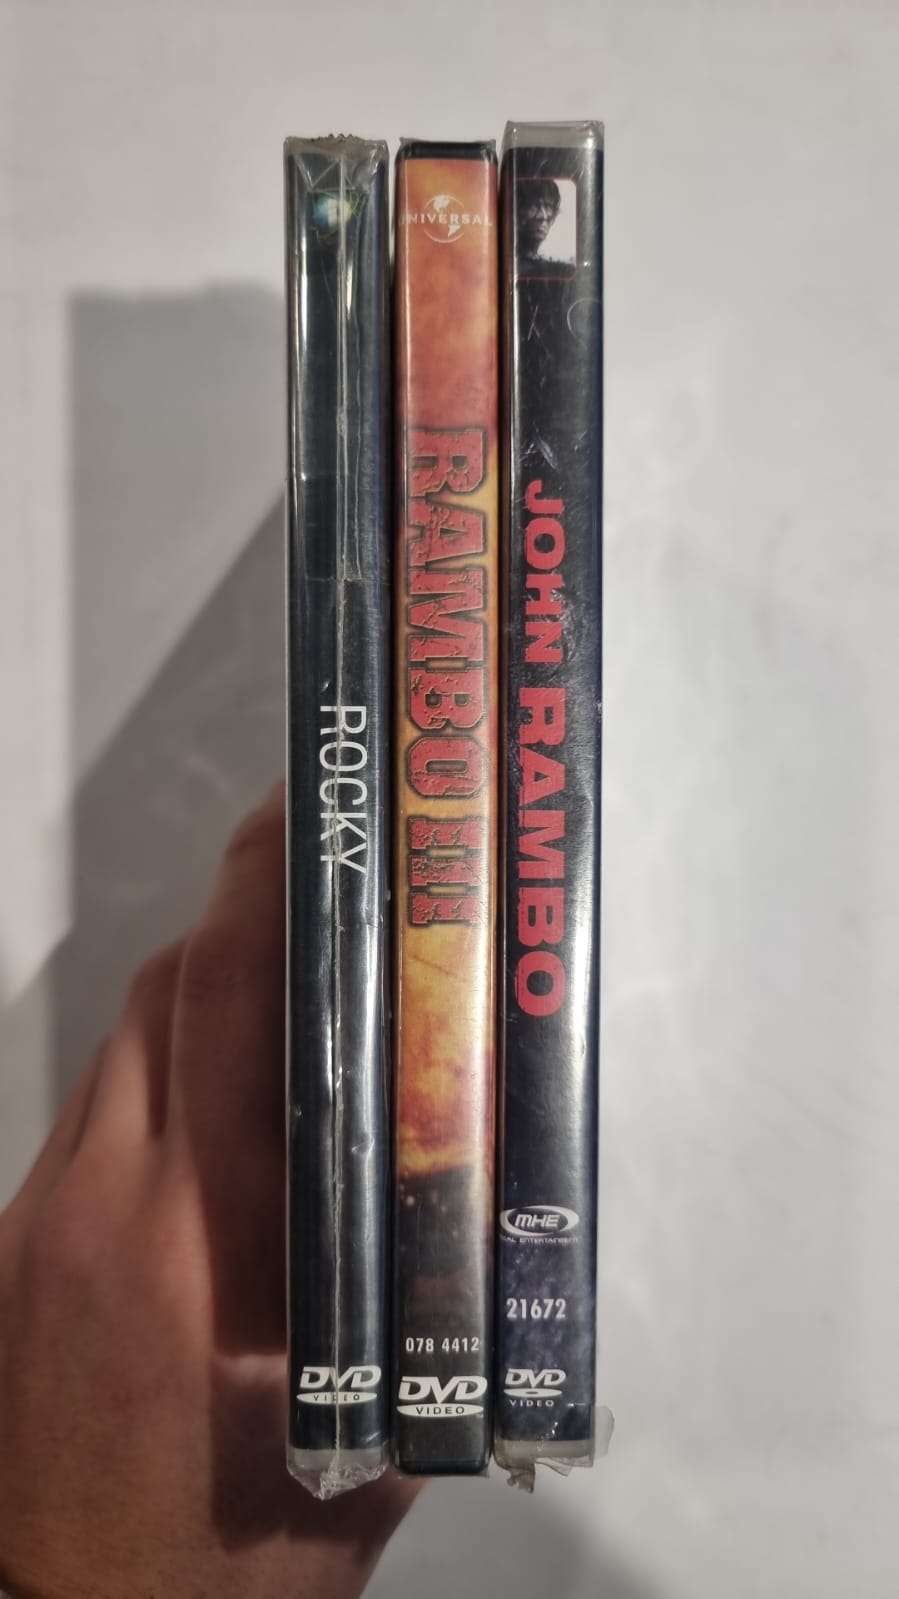 ROCKY
DVD
VIDEO
UNIVERSAL
RAMBO III
078 4412
DVD
VIDEO
JOHN RAMBO
MHE
21672
DVD
VIDEO